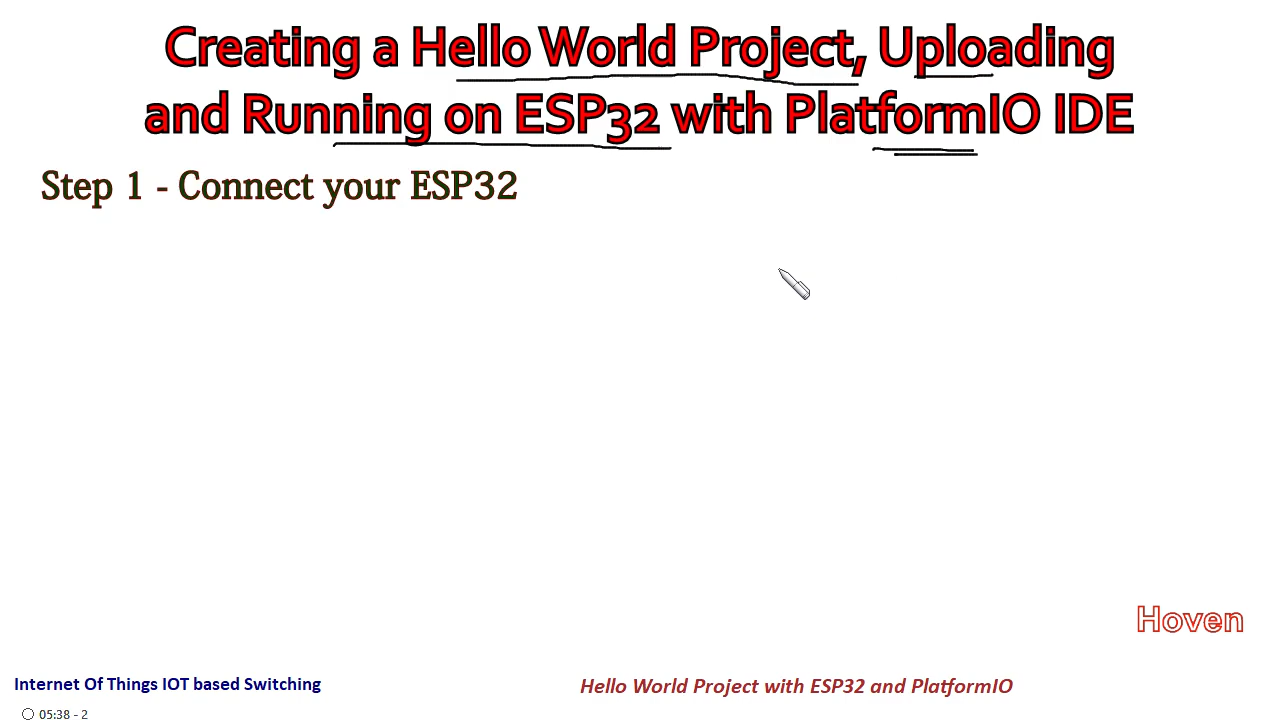 Creating a Hello World Project, Uploading
and Running on ESP32 with PlatformIO IDE
Step 1 - Connect your ESP32
Hoven
Internet Of Things IOT based Switching
Hello World Project with ESP32 and PlatformIO
05:38 - 2